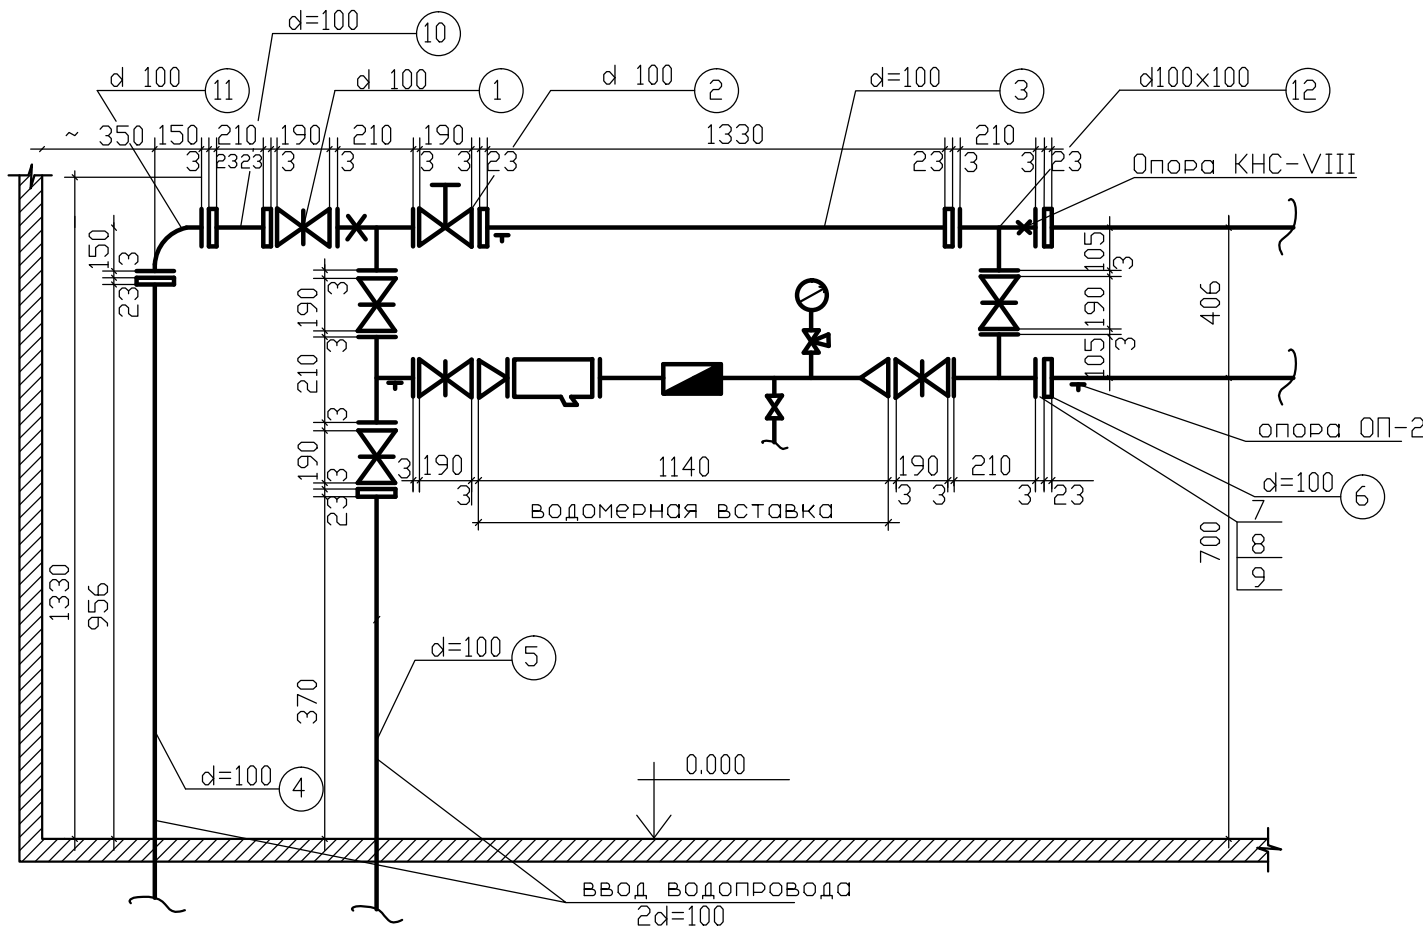 d=100 10
d 100 11
d 100 1
d 100 2
d=100 3
d100x100 12
~ 350 150 210 190 210 190 1330 210
3 23 23 3 3 3 3 23 23 3 3 23
Опора КНС-VIII
150 3 23
105 3
190 3
105
406
3 190 3 210 3 190 3 23
опора ОП-2
3 190 3 1140 190 3 3 210 3 23
водомерная вставка
d=100 6
7
8
9
700
1330
956
370
d=100 5
d=100 4
0.000
ввод водопровода
2d=100